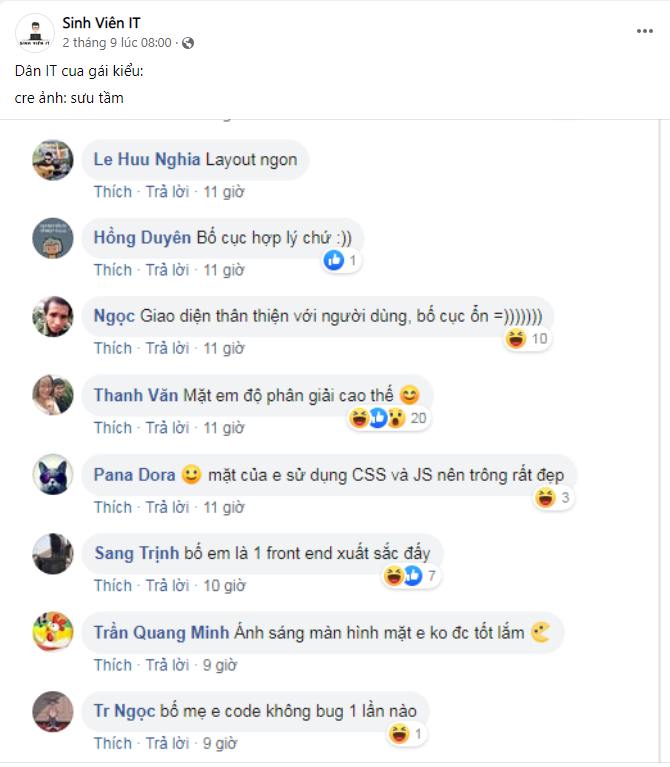 Sinh Viên IT
2 tháng 9 lúc 08:00 ·
Dân IT cua gái kiểu:
cre ảnh: sưu tầm
Le Huu Nghia Layout ngon
Thích · Trả lời · 11 giờ
Hồng Duyên Bố cục hợp lý chứ :))
1
Thích · Trả lời · 11 giờ
Ngọc Giao diện thân thiện với người dùng, bố cục ổn =)))))))
10
Thích · Trả lời · 11 giờ
Thanh Văn Mặt em độ phân giải cao thế 😊
20
Thích · Trả lời · 11 giờ
Pana Dora 🙂 mặt của e sử dụng CSS và JS nên trông rất đẹp
3
Thích · Trả lời · 11 giờ
Sang Trịnh bố em là 1 front end xuất sắc đấy
7
Thích · Trả lời · 10 giờ
Trần Quang Minh Ánh sáng màn hình mặt e ko đc tốt lắm
Thích · Trả lời · 9 giờ
Tr Ngọc bố mẹ e code không bug 1 lần nào
1
Thích · Trả lời · 9 giờ